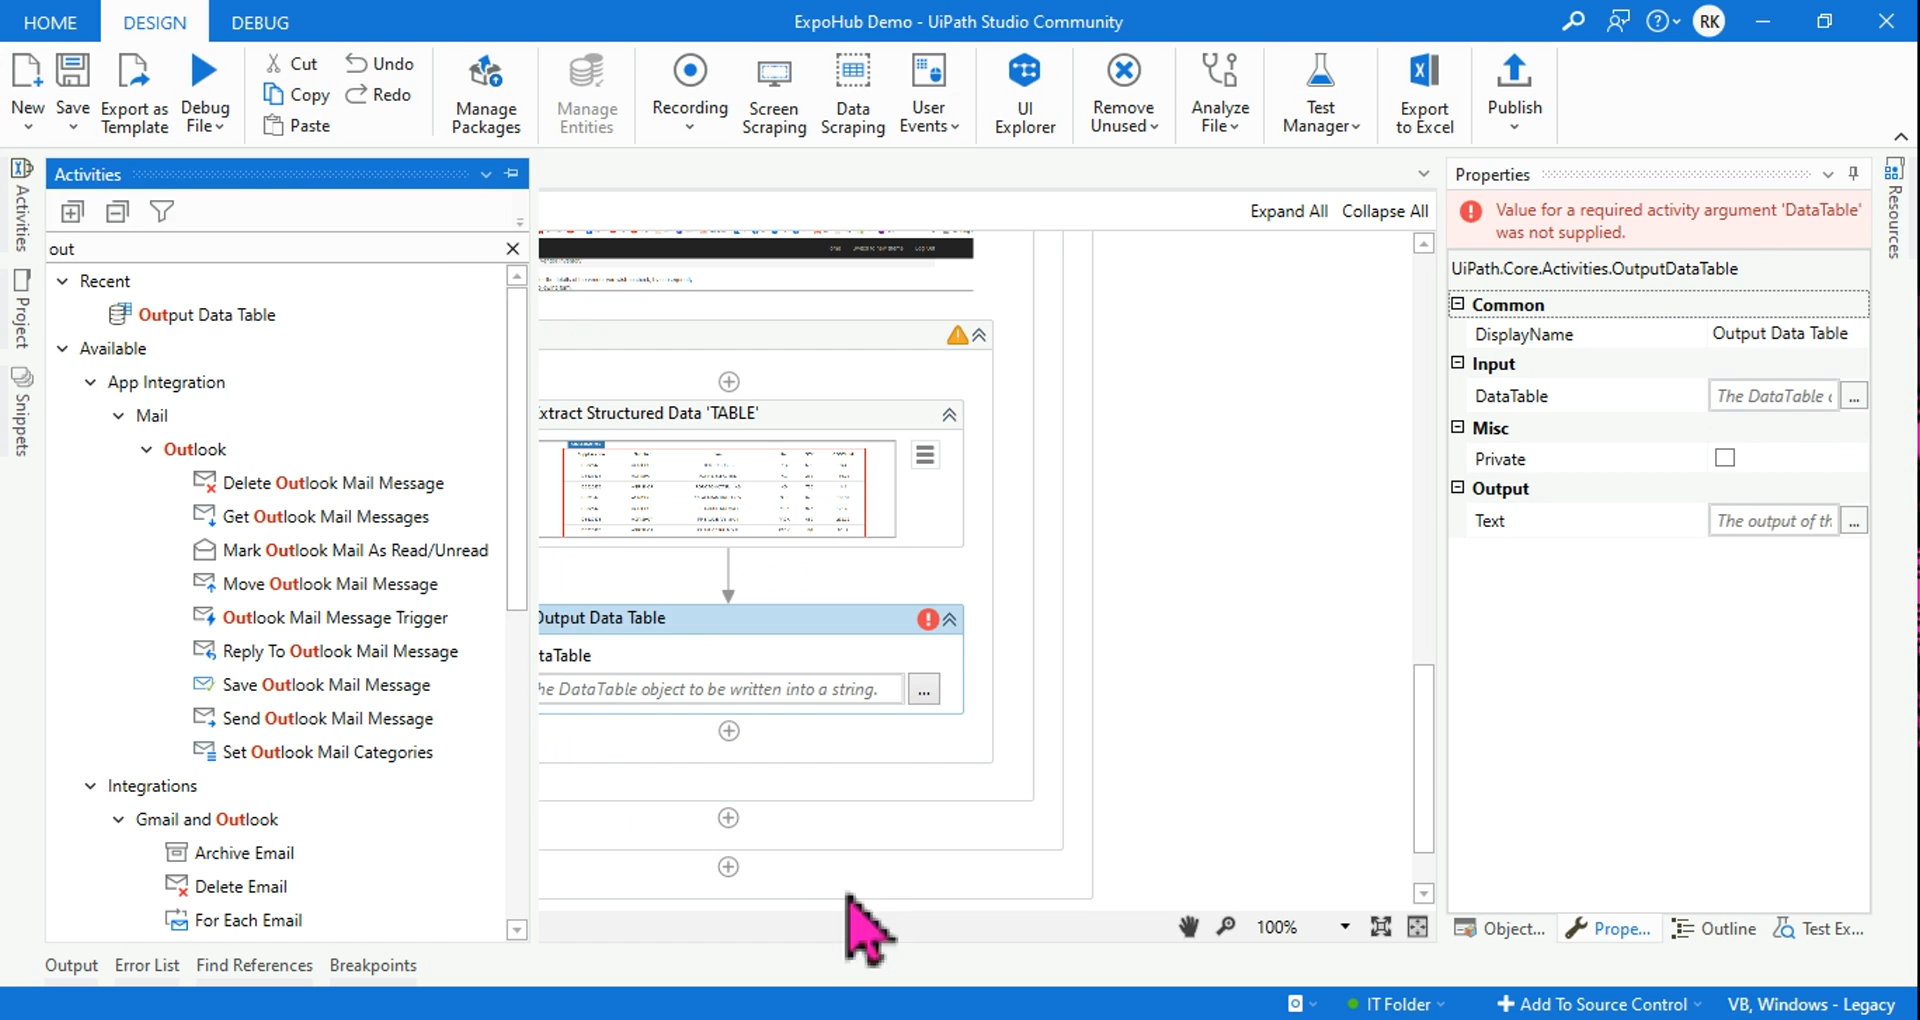 HOME DESIGN DEBUG ExpoHub Demo - UiPath Studio Community RK
New Save Export as Template Debug File Cut Copy Paste Undo Redo Manage Packages Manage Entities Recording Screen Scraping Data Scraping User Events UI Explorer Remove Unused Analyze File Test Manager Export to Excel Publish
Activities
Project
Snippets
Activities
out
Recent
Output Data Table
Available
App Integration
Mail
Outlook
Delete Outlook Mail Message
Get Outlook Mail Messages
Mark Outlook Mail As Read/Unread
Move Outlook Mail Message
Outlook Mail Message Trigger
Reply To Outlook Mail Message
Save Outlook Mail Message
Send Outlook Mail Message
Set Outlook Mail Categories
Integrations
Gmail and Outlook
Archive Email
Delete Email
For Each Email
Expand All Collapse All
Extract Structured Data 'TABLE'
Output Data Table
taTable
he DataTable object to be written into a string. ...
100%
Properties
Value for a required activity argument 'DataTable'
was not supplied.
UiPath.Core.Activities.OutputDataTable
Common
DisplayName Output Data Table
Input
DataTable The DataTable ...
Misc
Private
Output
Text The output of th ...
Object... Prope... Outline Test Ex...
Resources
Output Error List Find References Breakpoints
IT Folder Add To Source Control VB, Windows - Legacy